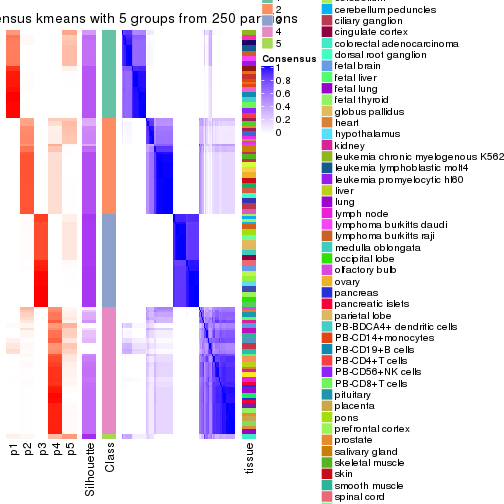 ensus kmeans with 5 groups from 250 par ons
2
4
5
Consensus
1
0.8
0.6
0.4
0.2
0
p1
p2
p3
p4
p5
Silhouette
Class
tissue
cerebellum peduncles
ciliary ganglion
cingulate cortex
colorectal adenocarcinoma
dorsal root ganglion
fetal brain
fetal liver
fetal lung
fetal thyroid
globus pallidus
heart
hypothalamus
kidney
leukemia chronic myelogenous K562
leukemia lymphoblastic molt4
leukemia promyelocytic hl60
liver
lung
lymph node
lymphoma burkitts daudi
lymphoma burkitts raji
medulla oblongata
occipital lobe
olfactory bulb
ovary
pancreas
pancreatic islets
parietal lobe
PB-BDCA4+ dendritic cells
PB-CD14+monocytes
PB-CD19+B cells
PB-CD4+T cells
PB-CD56+NK cells
PB-CD8+T cells
pituitary
placenta
pons
prefrontal cortex
prostate
salivary gland
skeletal muscle
skin
smooth muscle
spinal cord